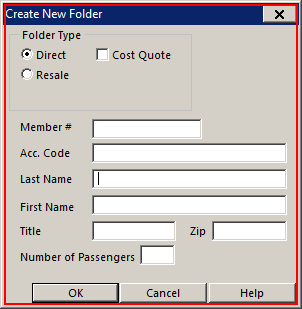 Create New Folder
Folder Type
Direct Cost Quote
Resale
Member #
Acc. Code
Last Name
First Name
Title Zip
Number of Passengers
OK Cancel Help